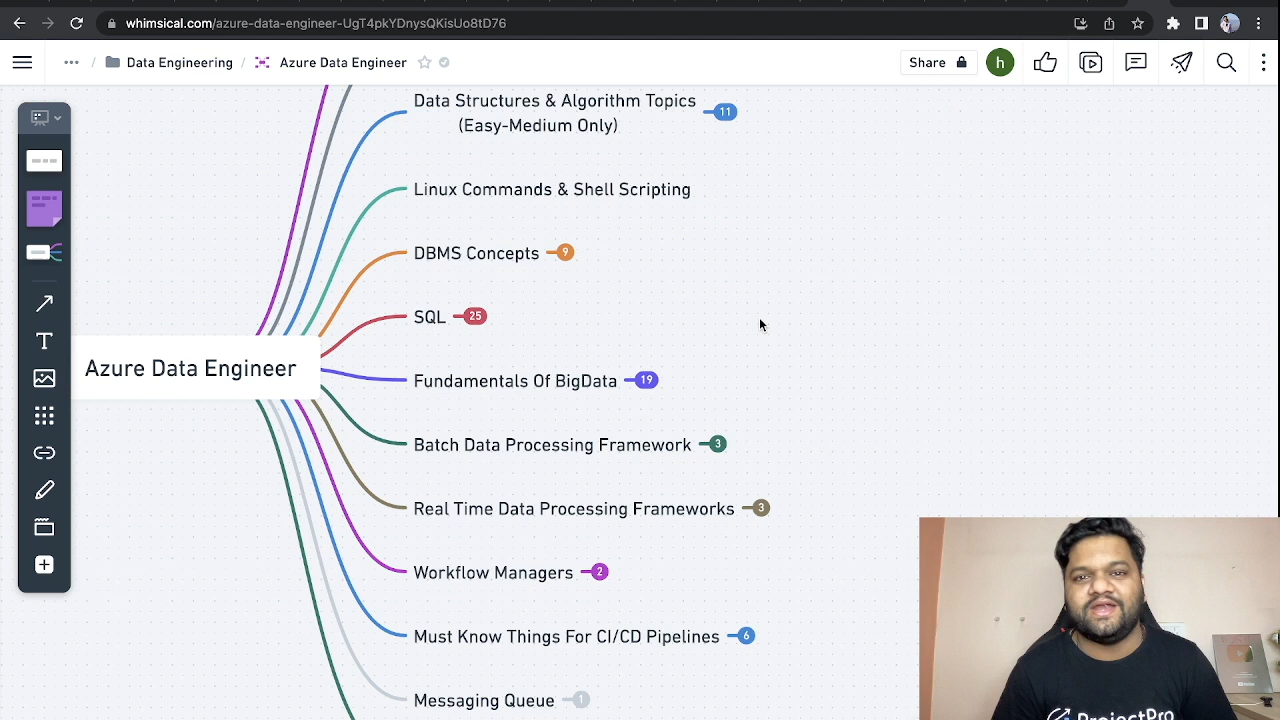 whimsical.com/azure-data-engineer-UgT4pkYDnysQKisUo8tD76
... / Data Engineering / Azure Data Engineer
Share
h
Data Structures & Algorithm Topics
(Easy-Medium Only)
11
Linux Commands & Shell Scripting
DBMS Concepts 9
SQL 25
Azure Data Engineer
Fundamentals Of BigData 19
Batch Data Processing Framework 3
Real Time Data Processing Frameworks 3
Workflow Managers 2
Must Know Things For CI/CD Pipelines 6
Messaging Queue 1
T
ProjectPro